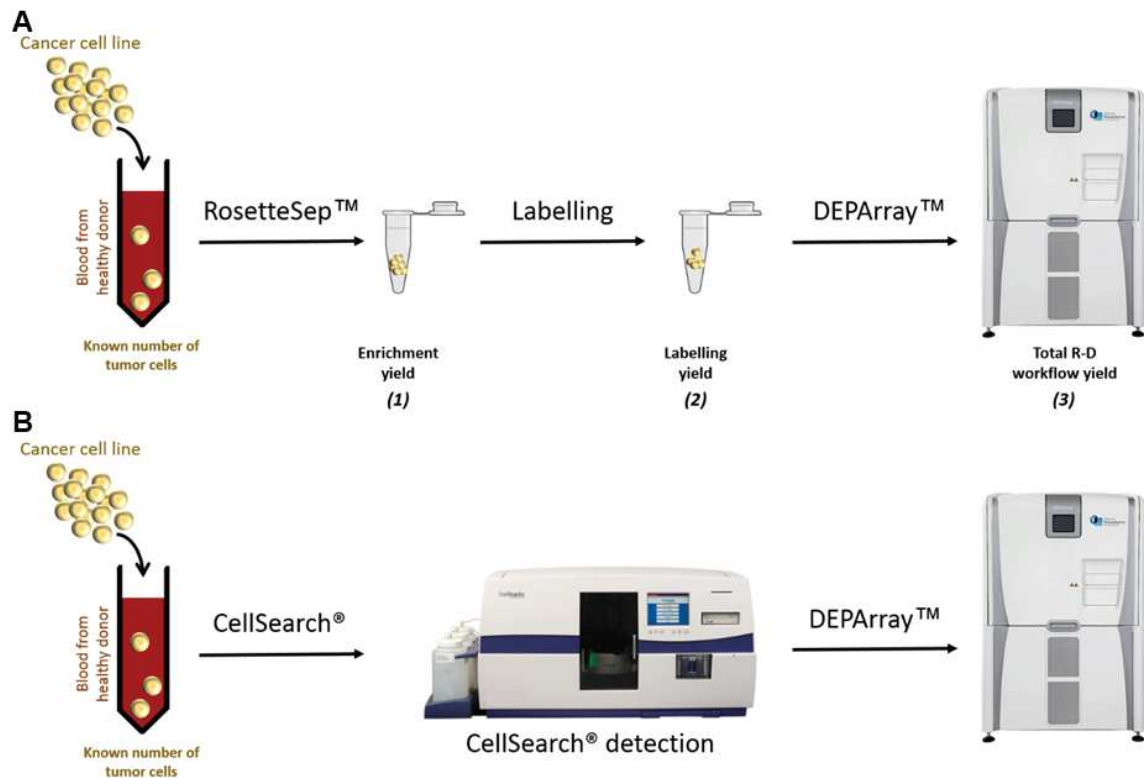 A
Cancer cell line
Blood from
healthy donor
Known number of
tumor cells
RosetteSep™
Labelling
DEPArray™
Enrichment
yield
(1)
Labelling
yield
(2)
Total R-D
workflow yield
(3)
B
Cancer cell line
Blood from
healthy donor
Known number of
tumor cells
CellSearch®
CellSearch® detection
DEPArray™